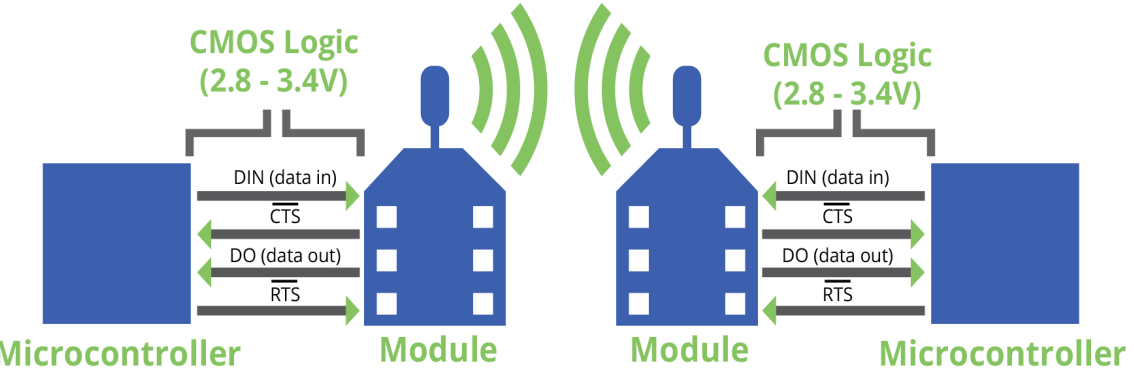 CMOS Logic
(2.8 - 3.4V)
DIN (data in)
CTS
DO (data out)
RTS
Microcontroller
Module
CMOS Logic
(2.8 - 3.4V)
DIN (data in)
CTS
DO (data out)
RTS
Module
Microcontroller